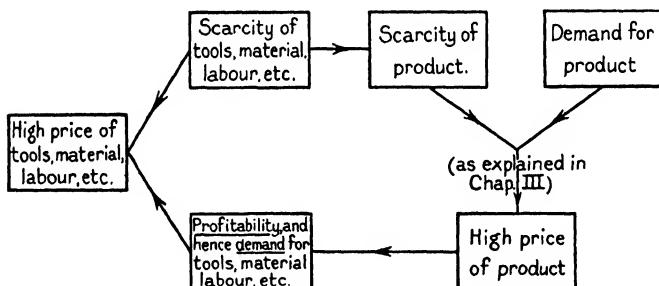 Scarcity of
tools, material,
labour, etc.
Scarcity of
product.
Demand for
product
High price of
tools, material,
labour, etc.
(as explained in
Chap. III)
Profitability, and
hence demand for
tools, material
labour, etc.
High price
of product